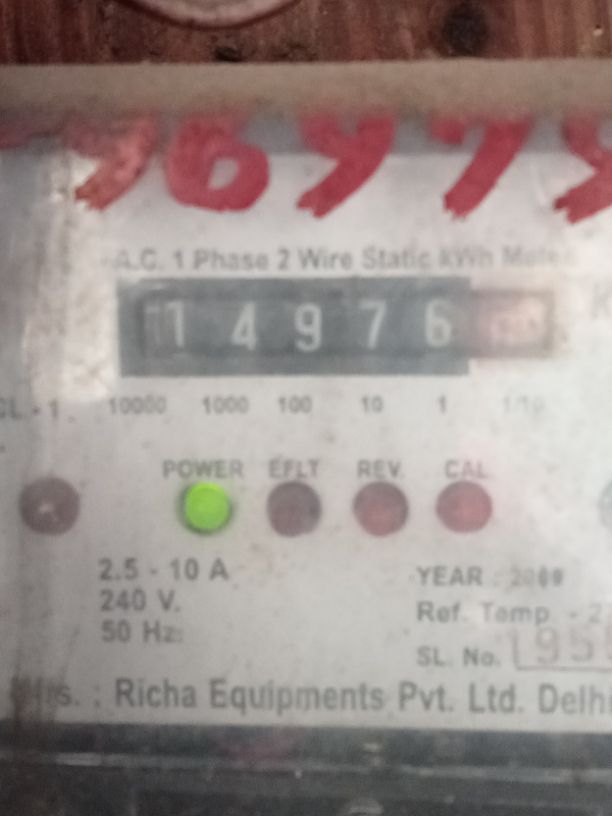 A.C. 1 Phase 2 Wire Static kWh Meter
1 4 9 7 6
CL - 1. 10000 1000 100 10 1 1/10
POWER EFLT REV. CAL
2.5 - 10 A
YEAR :
240 V.
Ref. Temp. -
50 Hz.
SL. No.
Richa Equipments Pvt. Ltd. Delhi